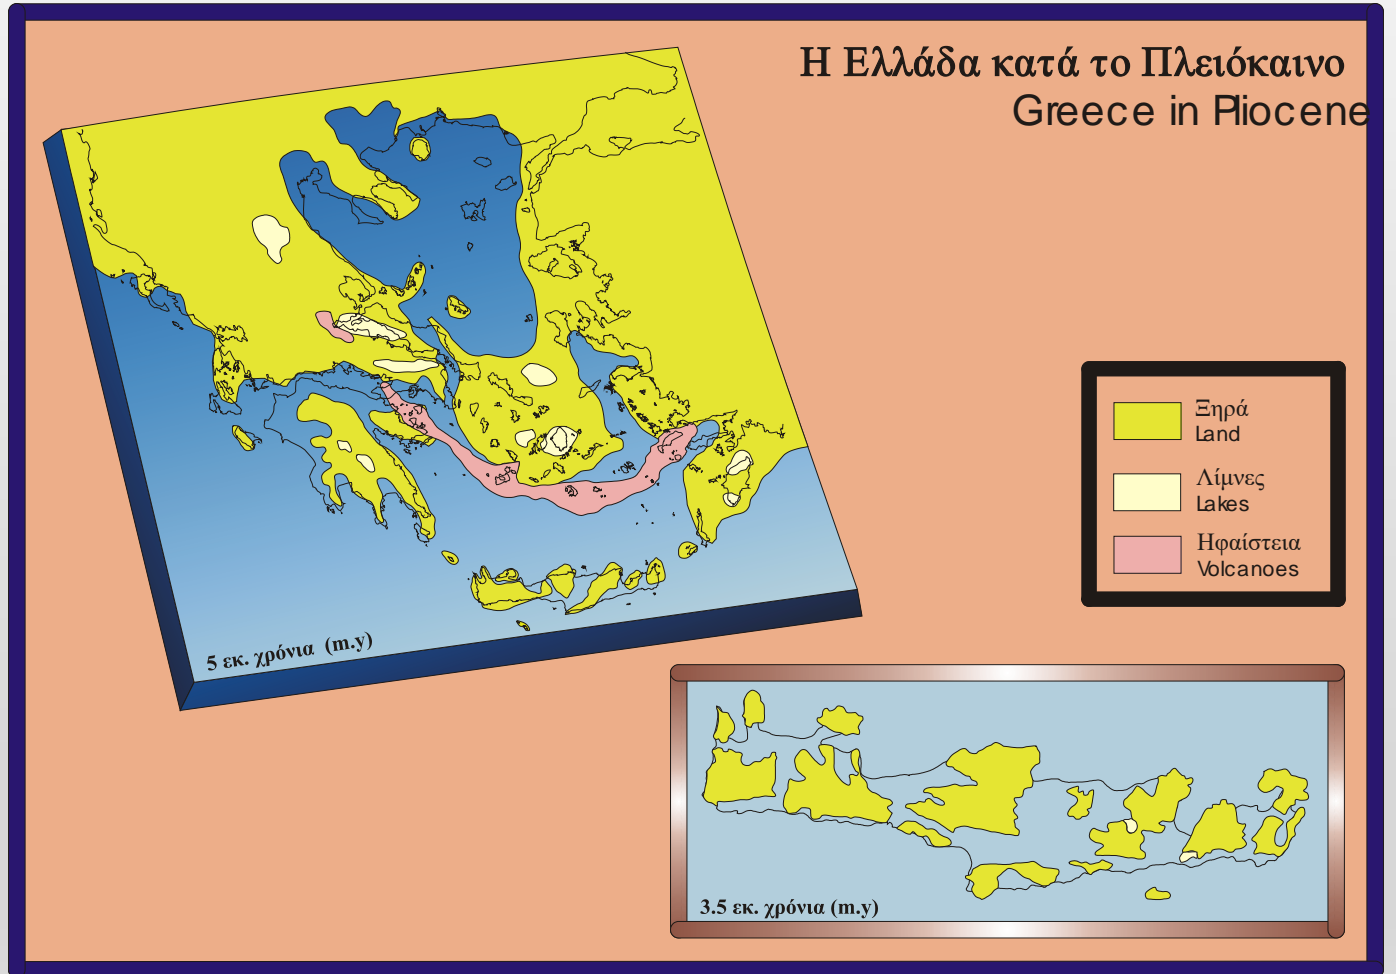 Η Ελλάδα κατά το Πλειόκαινο
Greece in Pliocene
Ξηρά
Land
Λίμνες
Lakes
Ηφαίστεια
Volcanoes
5 εκ. χρόνια (m.y)
3.5 εκ. χρόνια (m.y)